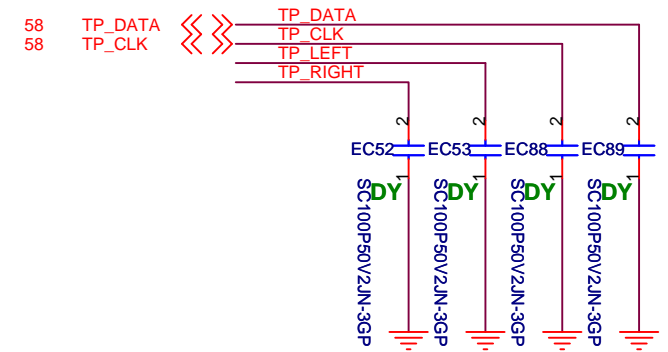 58 TP_DATA TP_DATA
58 TP_CLK TP_CLK
TP_LEFT
TP_RIGHT
2 2 2 2
EC52 EC53 EC88 EC89
1 1 1 1
DY DY DY DY
SC100P50V2JN-3GP
SC100P50V2JN-3GP
SC100P50V2JN-3GP
SC100P50V2JN-3GP